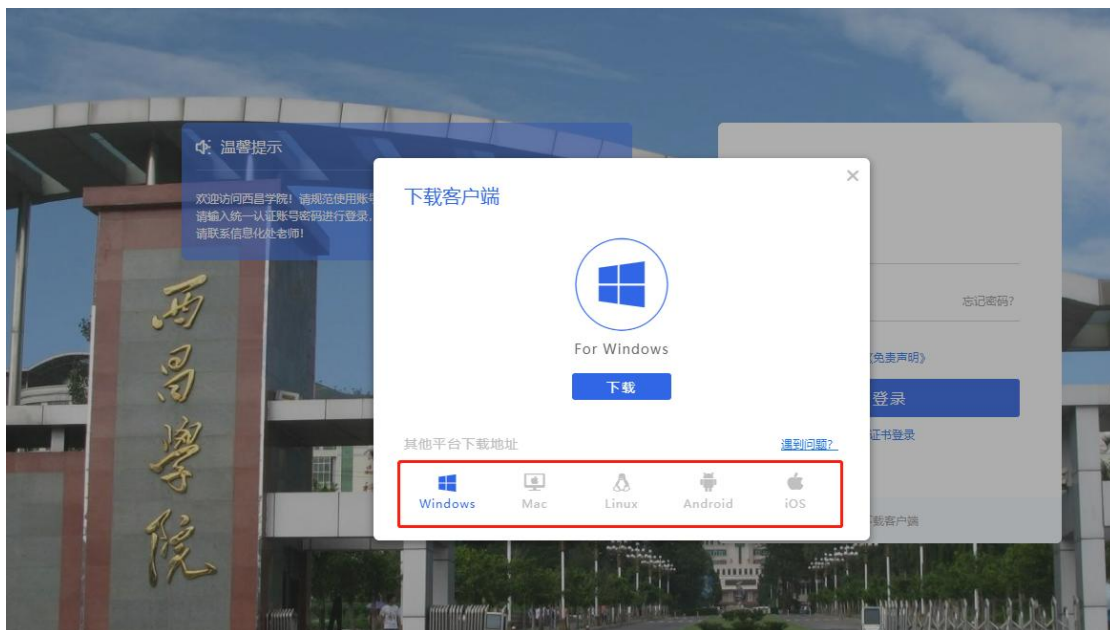 温馨提示
欢迎访问西昌学院！请规范使用账号
请输入统一认证账号密码进行登录，
请联系信息化处老师！
西昌學院
下载客户端
For Windows
下载
其他平台下载地址
遇到问题?
Windows
Mac
Linux
Android
iOS
忘记密码?
《免责声明》
登录
证书登录
下载客户端